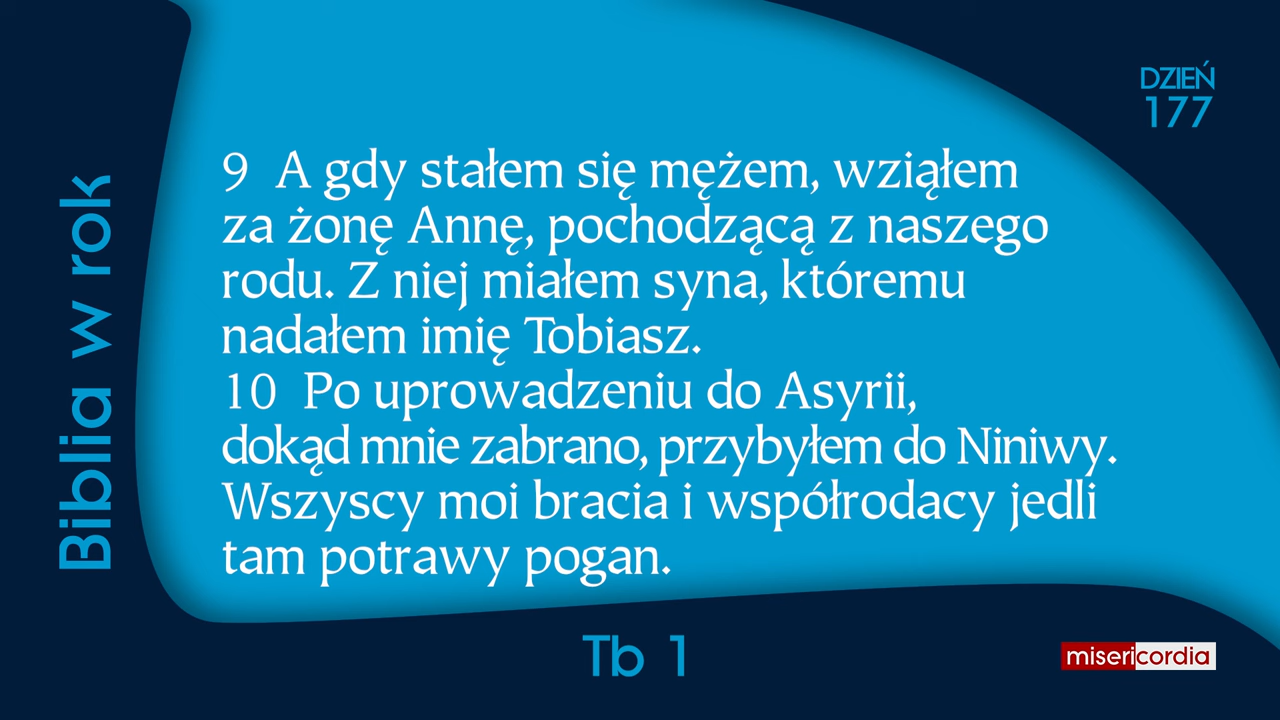 DZIEŃ
177
Biblia w rok
9 A gdy stałem się mężem, wziąłem
za żonę Annę, pochodzącą z naszego
rodu. Z niej miałem syna, któremu
nadałem imię Tobiasz.
10 Po uprowadzeniu do Asyrii,
dokąd mnie zabrano, przybyłem do Niniwy.
Wszyscy moi bracia i współrodacy jedli
tam potrawy pogan.
Tb 1
misericordia